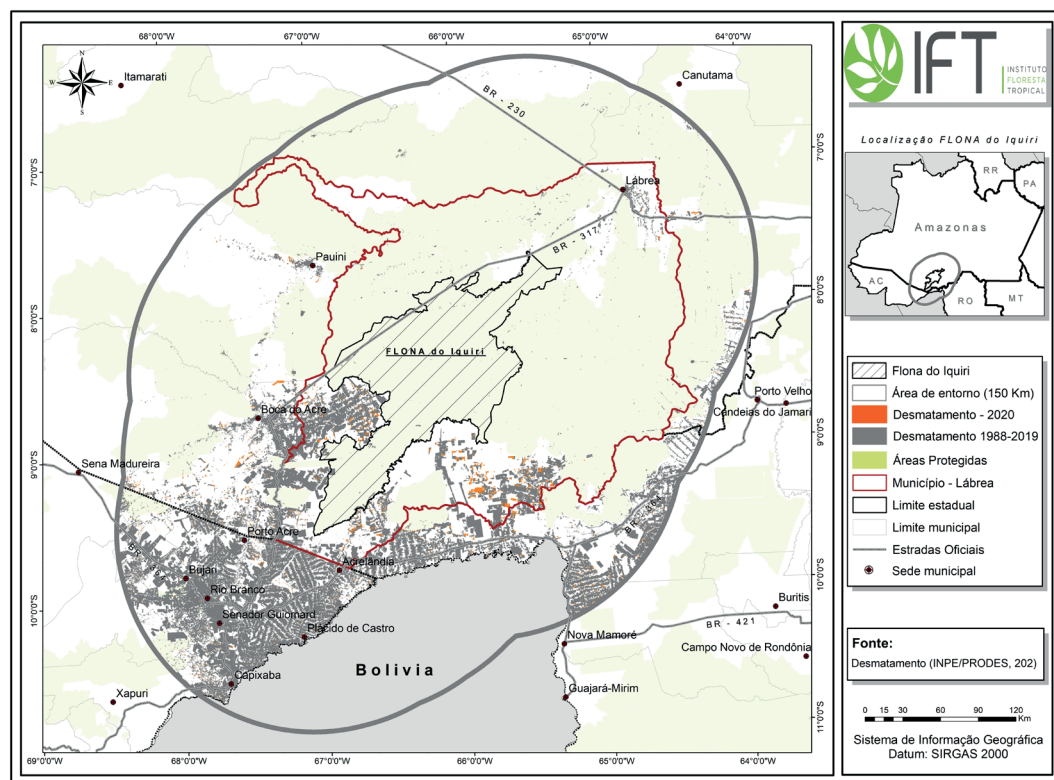 68°0'0"W
67°0'0"W
66°0'0"W
65°0'0"W
64°0'0"W
N
W
E
S
Itamarati
Canutama
BR - 230
7°0'0"S
7°0'0"S
Lábrea
BR - 317
Pauini
8°0'0"S
8°0'0"S
FLONA do Iquiri
Boca do Acre
Porto Velho
Candeias do Jamari
9°0'0"S
9°0'0"S
Sena Madureira
Porto Acre
Acrelândia
Bujari
Rio Branco
Senador Guiomard
Plácido de Castro
10°0'0"S
10°0'0"S
Buritis
BR - 421
Nova Mamoré
Campo Novo de Rondônia
Bolivia
Capixaba
Xapuri
Guajará-Mirim
11°0'0"S
69°0'0"W
68°0'0"W
67°0'0"W
66°0'0"W
65°0'0"W
64°0'0"W
IFT
INSTITUTO
FLORESTA
TROPICAL
Localização FLONA do Iquiri
RR
PA
Amazonas
AC
RO
MT
Flona do Iquiri
Área de entorno (150 Km)
Desmatamento - 2020
Desmatamento 1988-2019
Áreas Protegidas
Município - Lábrea
Limite estadual
Limite municipal
Estradas Oficiais
Sede municipal
Fonte:
Desmatamento (INPE/PRODES, 202)
0 15 30 60 90 120
Km
Sistema de Informação Geográfica
Datum: SIRGAS 2000